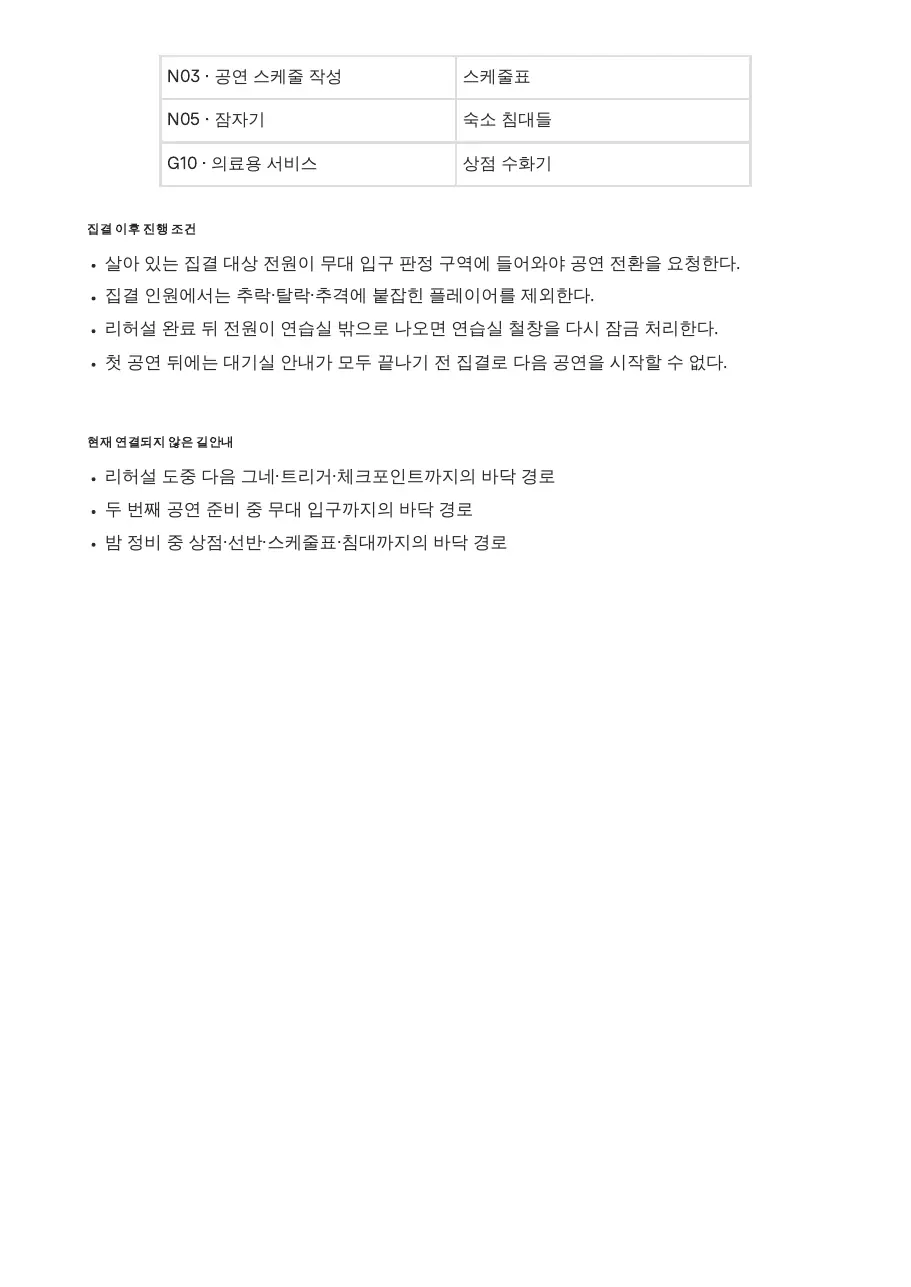 N03 · 공연 스케줄 작성
스케줄표
N05 · 잠자기
숙소 침대들
G10 · 의료용 서비스
상점 수화기
집결 이후 진행 조건
• 살아 있는 집결 대상 전원이 무대 입구 판정 구역에 들어와야 공연 전환을 요청한다.
• 집결 인원에서는 추락·탈락·추격에 붙잡힌 플레이어를 제외한다.
• 리허설 완료 뒤 전원이 연습실 밖으로 나오면 연습실 철창을 다시 잠금 처리한다.
• 첫 공연 뒤에는 대기실 안내가 모두 끝나기 전 집결로 다음 공연을 시작할 수 없다.
현재 연결되지 않은 길안내
• 리허설 도중 다음 그네·트리거·체크포인트까지의 바닥 경로
• 두 번째 공연 준비 중 무대 입구까지의 바닥 경로
• 밤 정비 중 상점·선반·스케줄표·침대까지의 바닥 경로